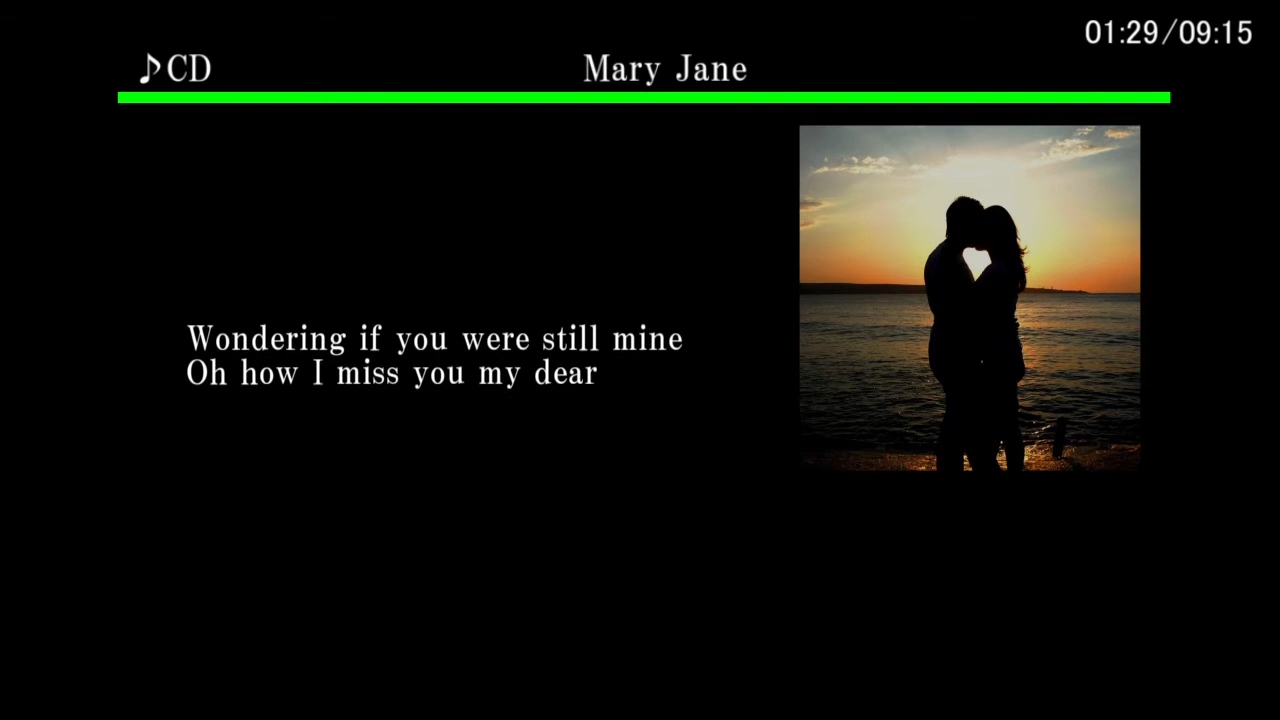 01:29/09:15
♪CD
Mary Jane
Wondering if you were still mine
Oh how I miss you my dear